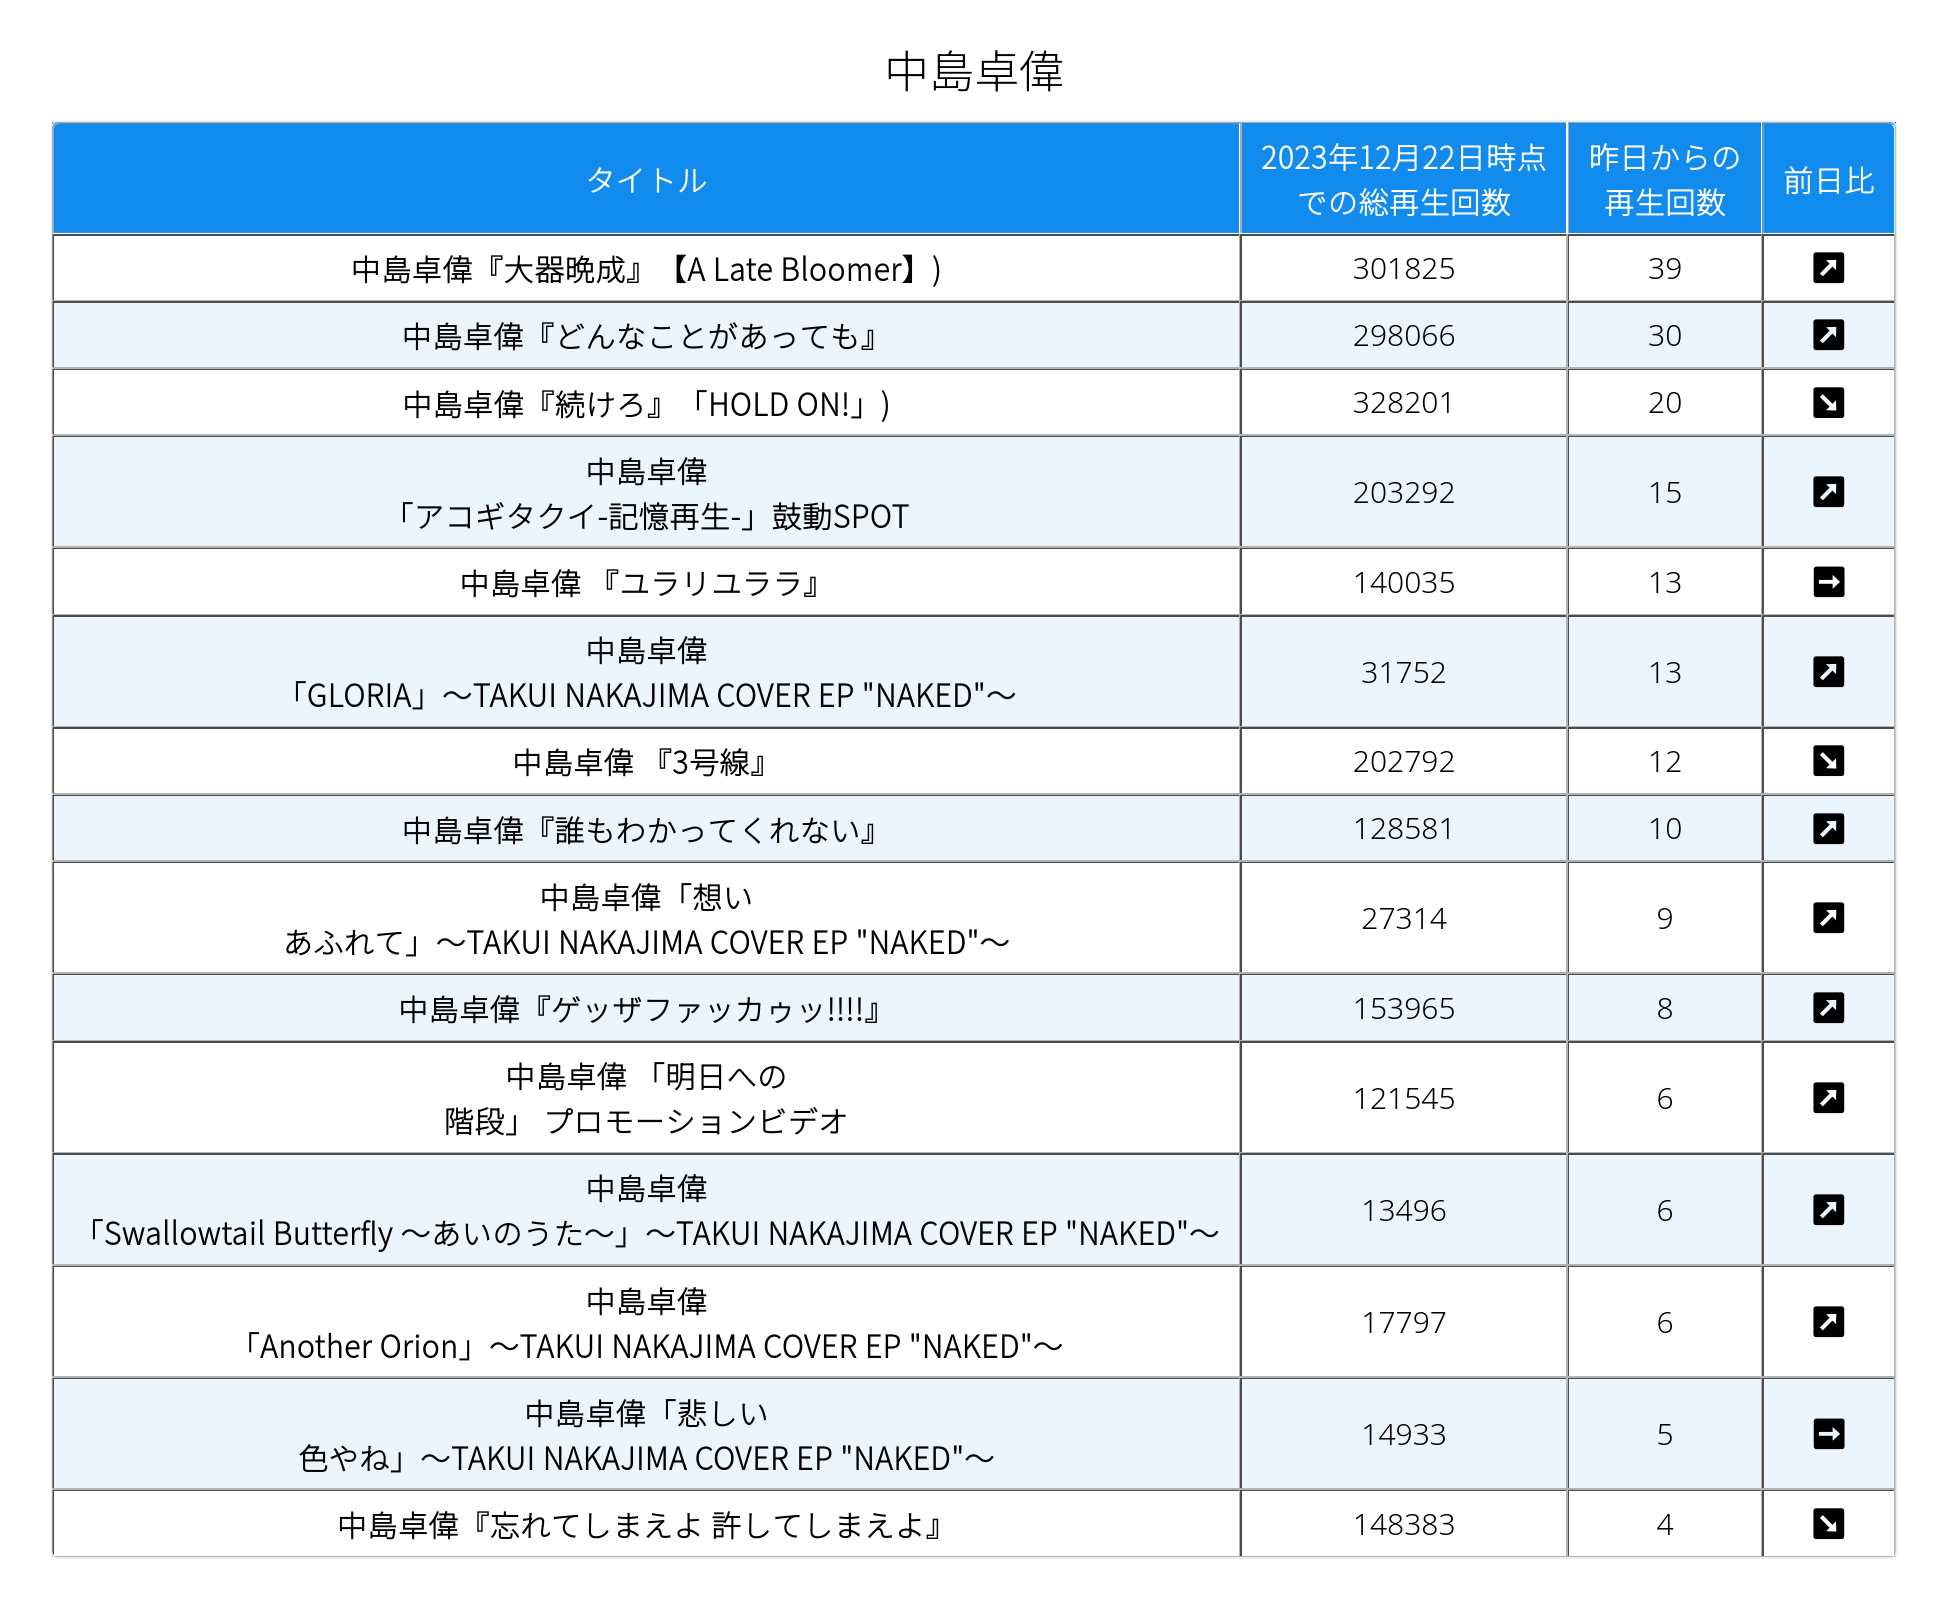 中島卓偉
タイトル
2023年12月22日時点
での総再生回数
昨日からの
再生回数
前日比
中島卓偉『大器晩成』【A Late Bloomer】)
301825
39
中島卓偉『どんなことがあっても』
298066
30
中島卓偉『続けろ』「HOLD ON!」)
328201
20
中島卓偉
「アコギタクイ-記憶再生-」鼓動SPOT
203292
15
中島卓偉 『ユラリユララ』
140035
13
中島卓偉
「GLORIA」～TAKUI NAKAJIMA COVER EP "NAKED"～
31752
13
中島卓偉 『3号線』
202792
12
中島卓偉『誰もわかってくれない』
128581
10
中島卓偉「想い
あふれて」～TAKUI NAKAJIMA COVER EP "NAKED"～
27314
9
中島卓偉『ゲッザファッカゥッ!!!!』
153965
8
中島卓偉 「明日への
階段」 プロモーションビデオ
121545
6
中島卓偉
「Swallowtail Butterfly ～あいのうた～」～TAKUI NAKAJIMA COVER EP "NAKED"～
13496
6
中島卓偉
「Another Orion」～TAKUI NAKAJIMA COVER EP "NAKED"～
17797
6
中島卓偉「悲しい
色やね」～TAKUI NAKAJIMA COVER EP "NAKED"～
14933
5
中島卓偉『忘れてしまえよ 許してしまえよ』
148383
4